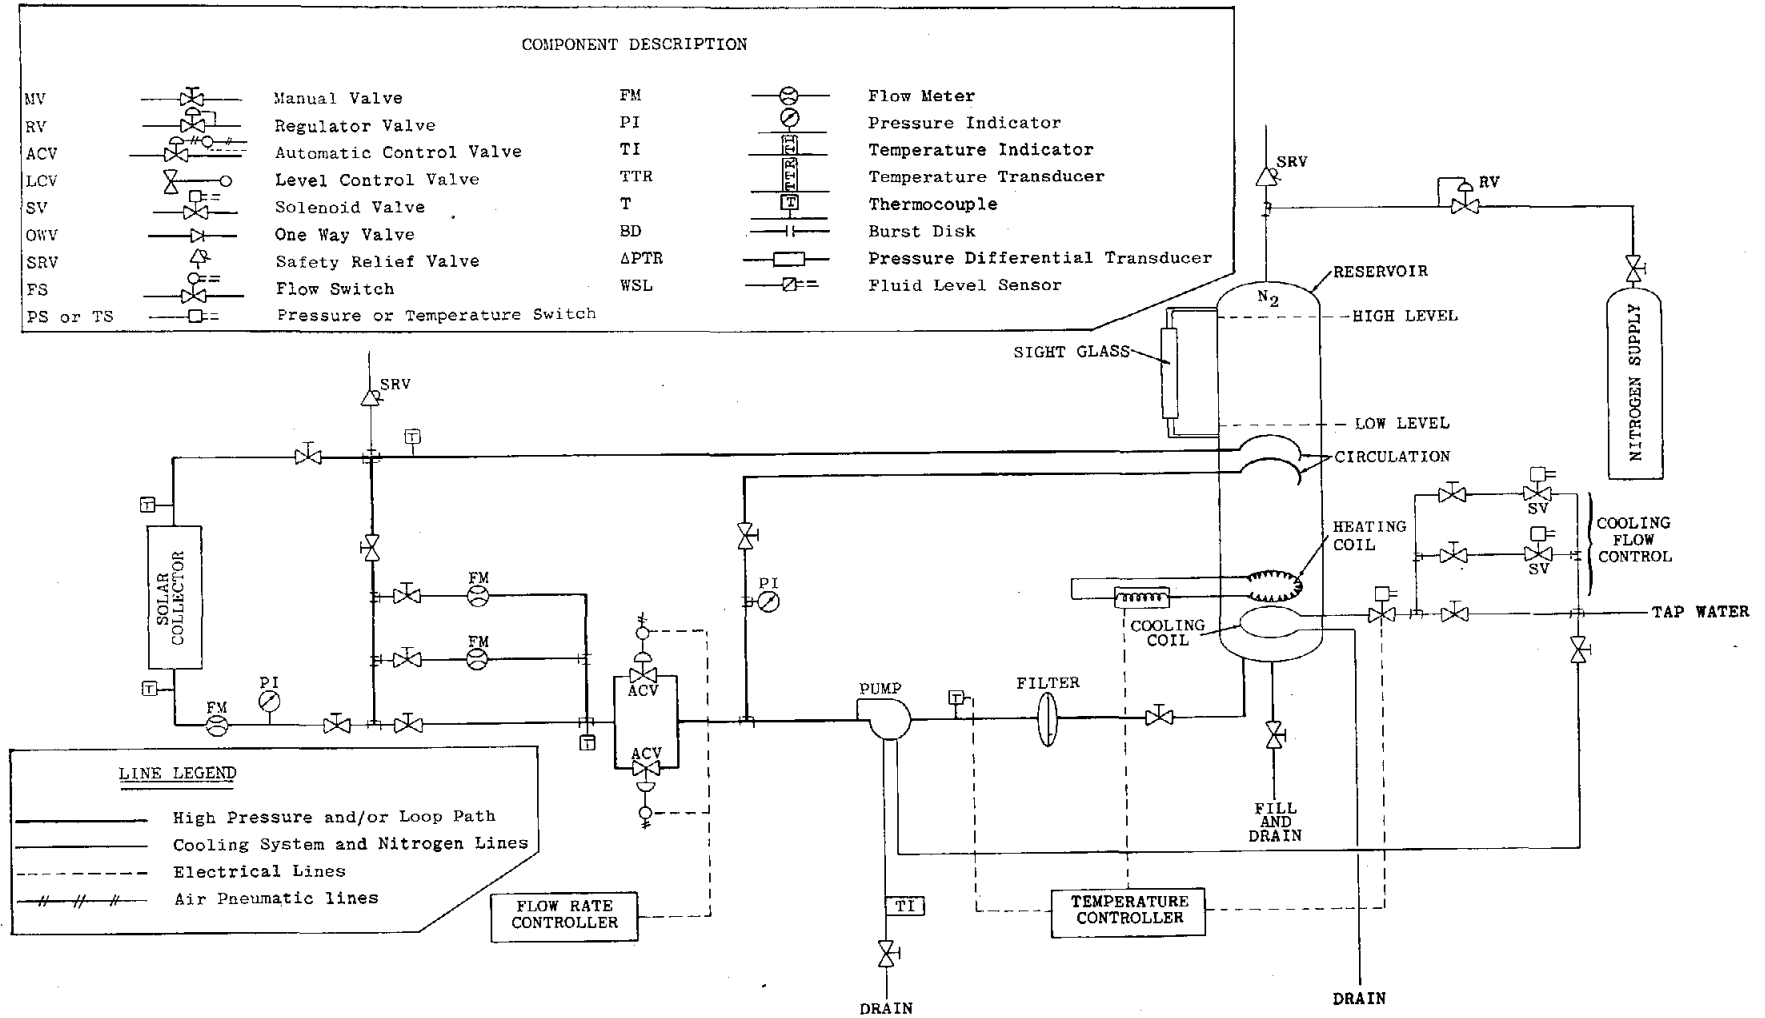 COMPONENT DESCRIPTION
MV Manual Valve
RV Regulator Valve
ACV Automatic Control Valve
LCV Level Control Valve
SV Solenoid Valve
OWV One Way Valve
SRV Safety Relief Valve
FS Flow Switch
PS or TS Pressure or Temperature Switch
FM Flow Meter
PI Pressure Indicator
TI TI Temperature Indicator
TTR TTR Temperature Transducer
T T Thermocouple
BD Burst Disk
ΔPTR Pressure Differential Transducer
WSL Fluid Level Sensor
SRV
RV
RESERVOIR
N2
HIGH LEVEL
SIGHT GLASS
LOW LEVEL
NITROGEN SUPPLY
SRV
T
CIRCULATION
T
SOLAR
COLLECTOR
HEATING
COIL
SV
SV
COOLING
FLOW
CONTROL
FM
FM
PI
COOLING
COIL
TAP WATER
T
FM
PI
ACV
ACV
T
PUMP
T
FILTER
FILL
AND
DRAIN
LINE LEGEND
High Pressure and/or Loop Path
Cooling System and Nitrogen Lines
Electrical Lines
Air Pneumatic lines
FLOW RATE
CONTROLLER
TI
TEMPERATURE
CONTROLLER
DRAIN
DRAIN